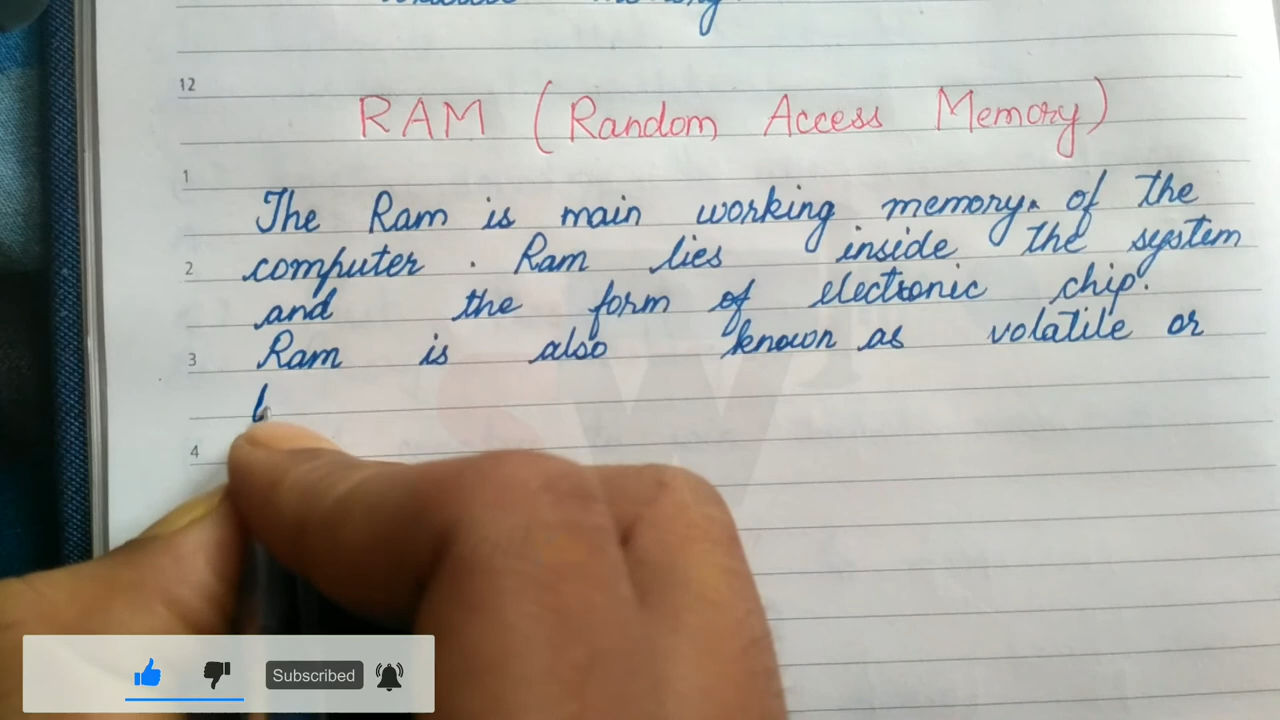 12
RAM (Random Access Memory)
1
The Ram is main working memory. of the
2 computer. Ram lies inside the system
and the form of electronic chip.
3 Ram is also known as volatile or
4
Subscribed